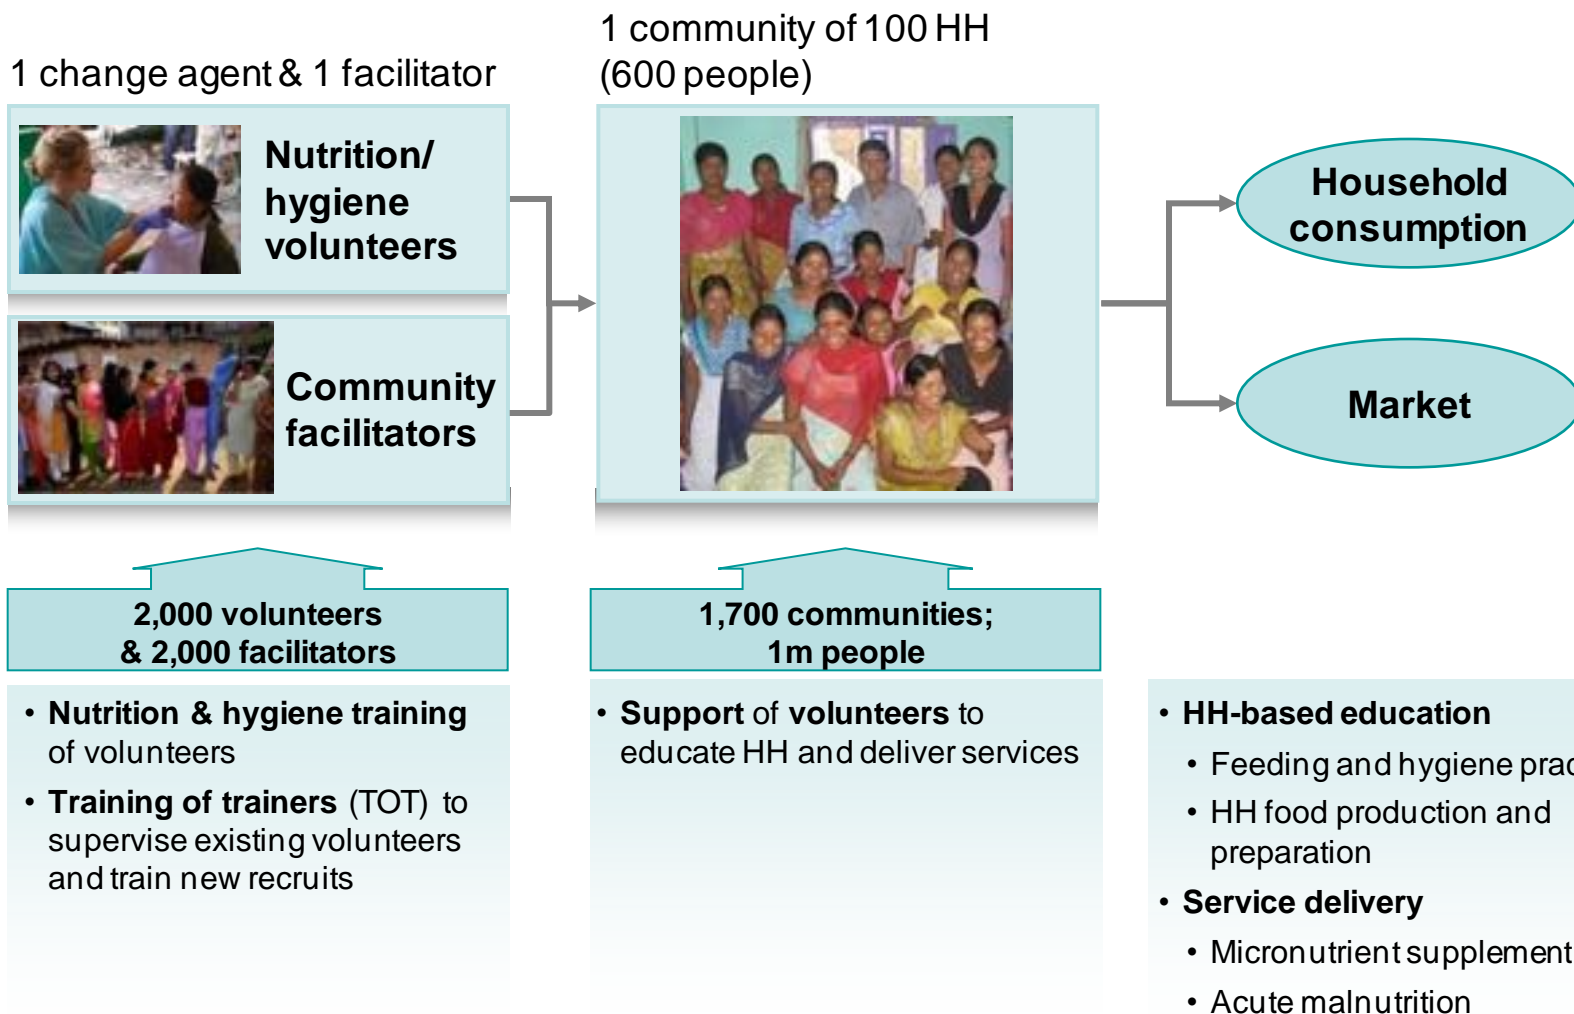 1 change agent & 1 facilitator
1 community of 100 HH
(600 people)
Nutrition/
hygiene
volunteers
Community
facilitators
Household
consumption
Market
2,000 volunteers
& 2,000 facilitators
1,700 communities;
1m people
• Nutrition & hygiene training
of volunteers
• Training of trainers (TOT) to
supervise existing volunteers
and train new recruits
• Support of volunteers to
educate HH and deliver services
• HH-based education
• Feeding and hygiene
• HH food production and
preparation
• Service delivery
• Micronutrient supplement
• Acute malnutrition